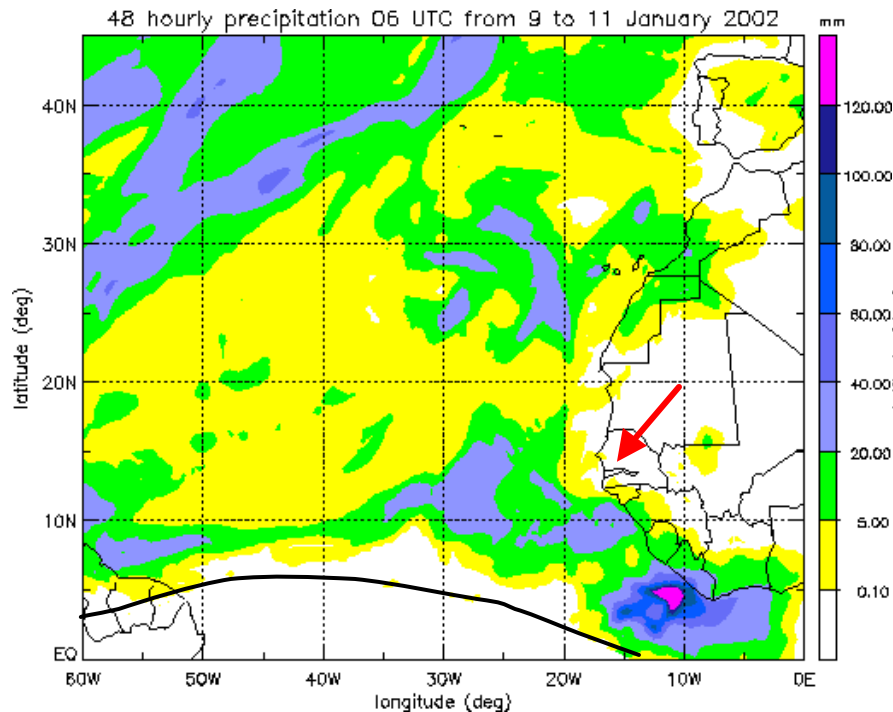 48 hourly precipitation 06 UTC from 9 to 11 January 2002
mm
40N
30N
20N
10N
EQ
latitude (deg)
120.00
100.00
80.00
60.00
40.00
20.00
5.00
0.10
60W 50W 40W 30W 20W 10W 0E
longitude (deg)